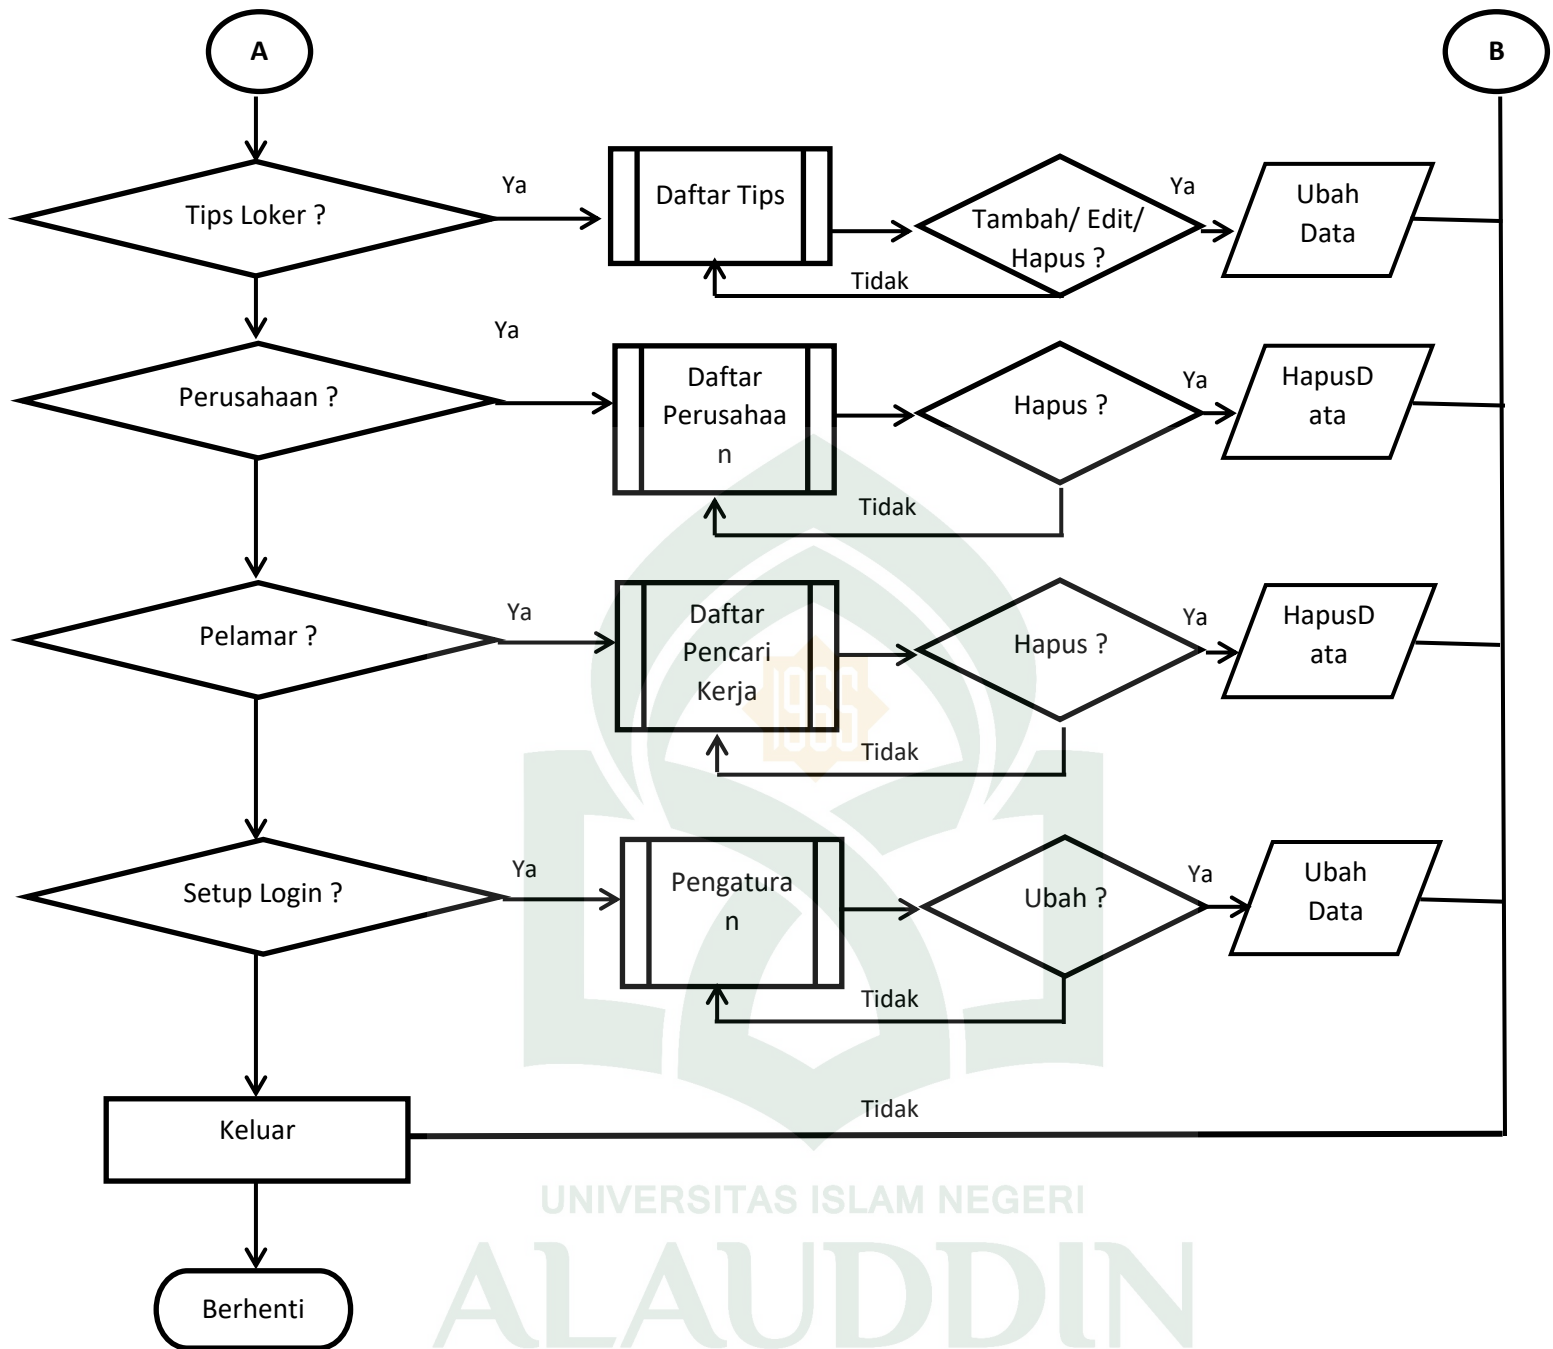 A
B
Ya
Daftar Tips
Ya
Ubah
Data
Tips Loker ?
Tambah/ Edit/
Hapus ?
Tidak
Ya
Perusahaan ?
Daftar
Perusahaa
n
Hapus ?
Ya
HapusD
ata
Tidak
Pelamar ?
Ya
Daftar
Pencari
Kerja
Hapus ?
Ya
HapusD
ata
1965
Tidak
Setup Login ?
Ya
Pengatura
n
Ubah ?
Ya
Ubah
Data
Tidak
Keluar
Tidak
UNIVERSITAS ISLAM NEGERI
ALAUDDIN
Berhenti